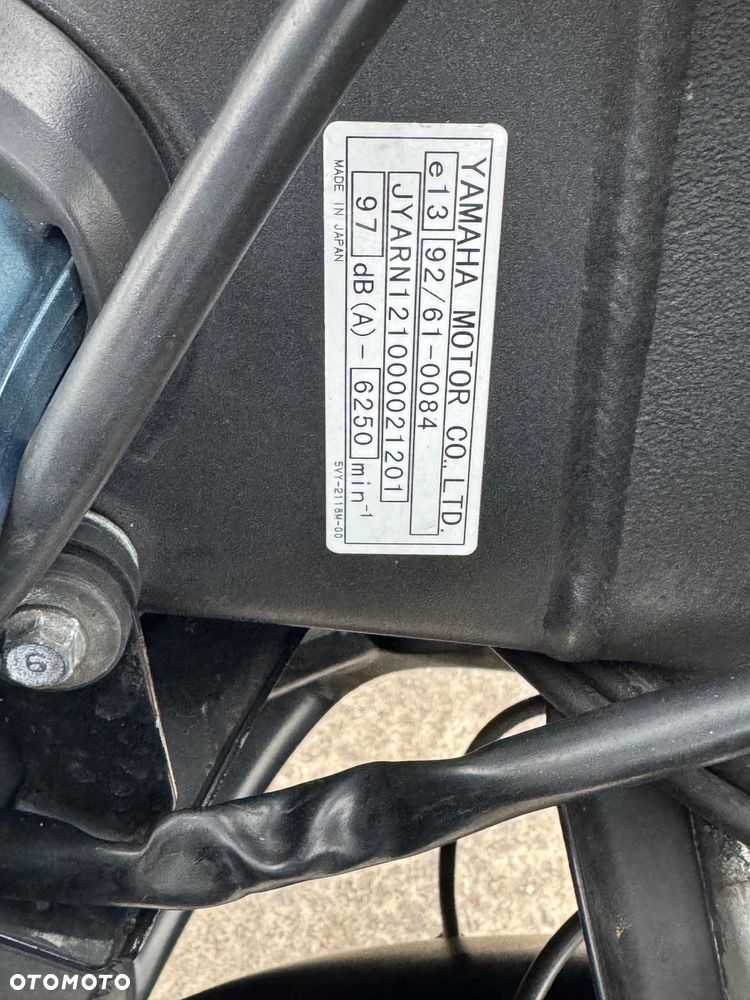 YAMAHA MOTOR CO., LTD.
e13 92/61-0084
JYARN121000021201
97 dB(A)- 6250 min-1
MADE IN JAPAN 5VY-2118M-00
6
OTOMOTO